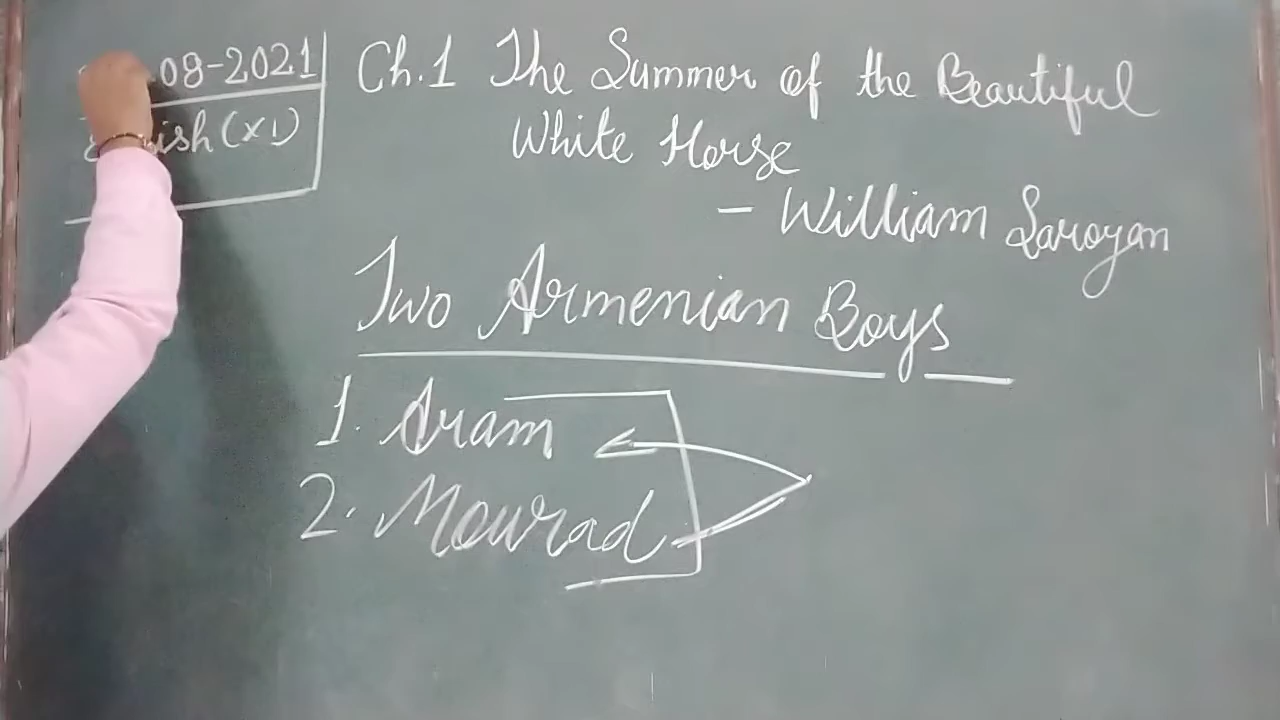 08-2021
(XI)
Ch.1 The Summer of the Beautiful
White Horse
- William Saroyan
Two Armenian Boys
1. Aram
2. Mourad